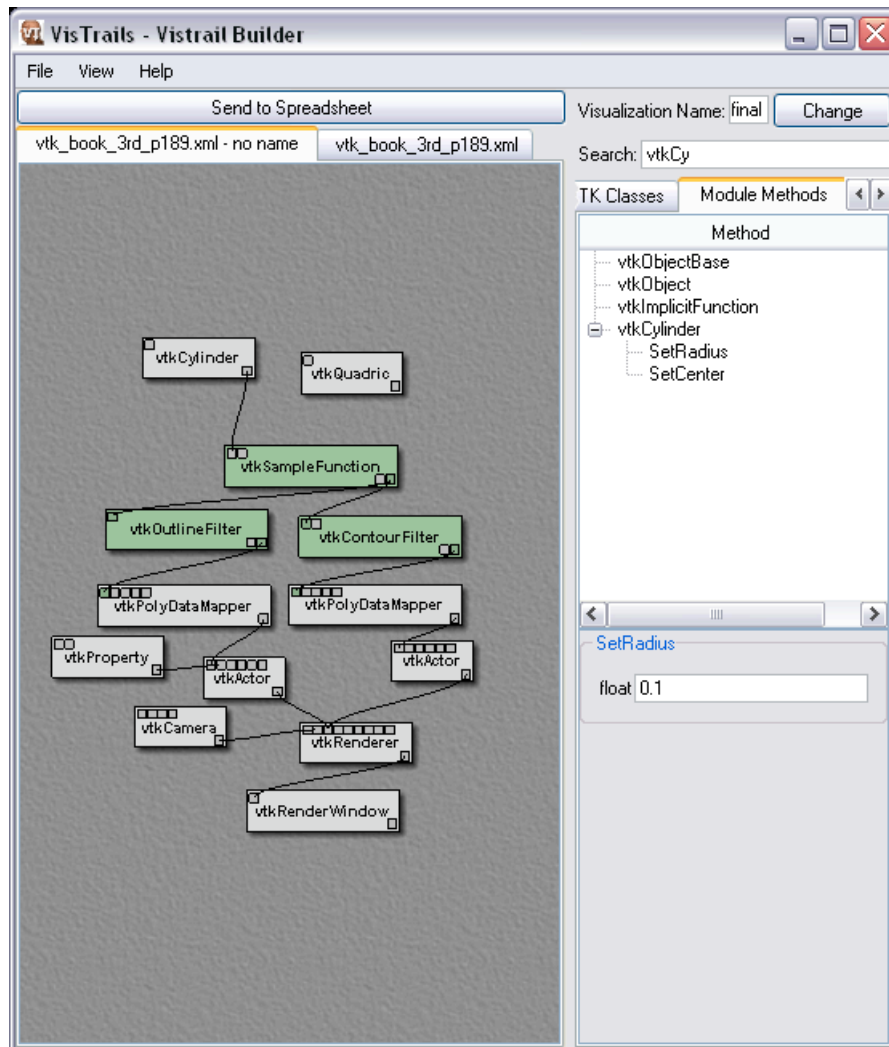 VisTrails - Vistrail Builder
File View Help
Send to Spreadsheet
vtk_book_3rd_p189.xml - no name
vtk_book_3rd_p189.xml
vtkCylinder
vtkQuadric
vtkSampleFunction
vtkOutlineFilter
vtkContourFilter
vtkPolyDataMapper
vtkPolyDataMapper
vtkProperty
vtkActor
vtkActor
vtkCamera
vtkRenderer
vtkRenderWindow
Visualization Name: final Change
Search: vtkCy
TK Classes
Module Methods
Method
vtkObjectBase
vtkObject
vtkImplicitFunction
vtkCylinder
SetRadius
SetCenter
SetRadius
float 0.1